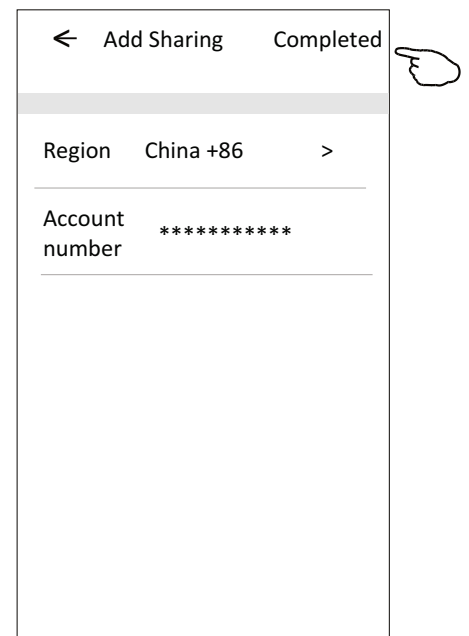 ← Add Sharing Completed
Region China +86 >
Account
number ***********